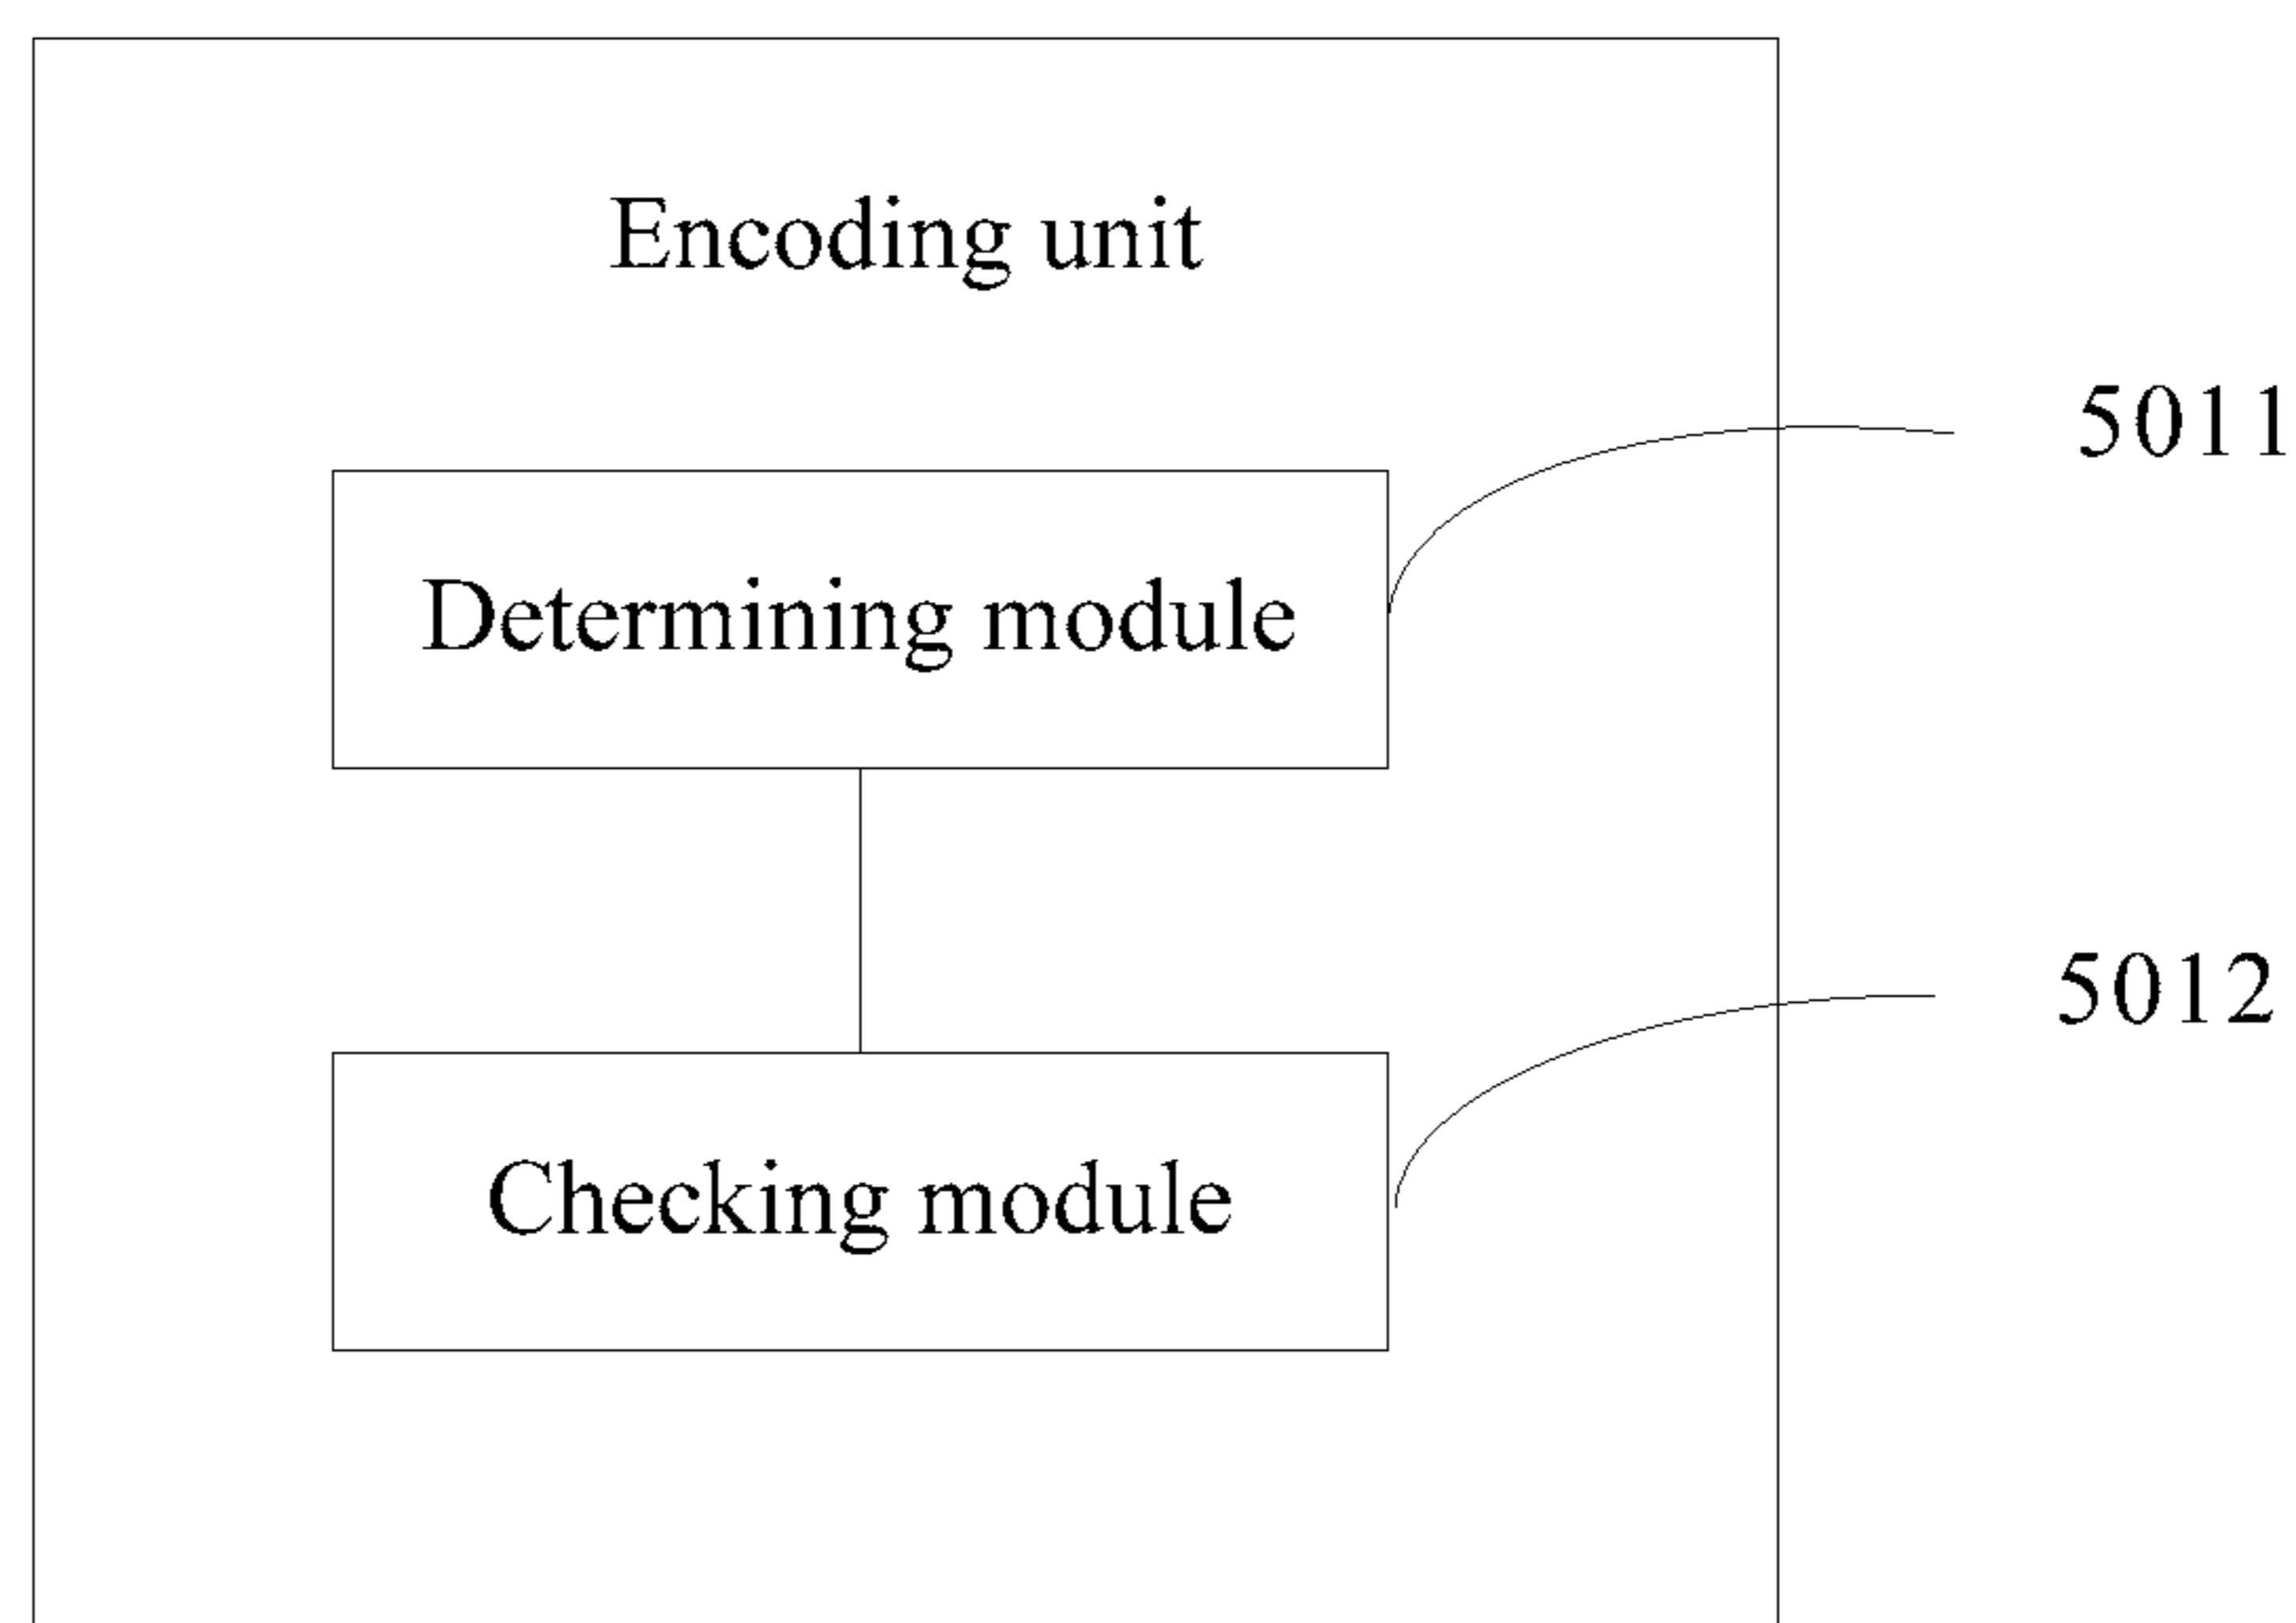 Encoding unit
5011
Determining module
5012
Checking module